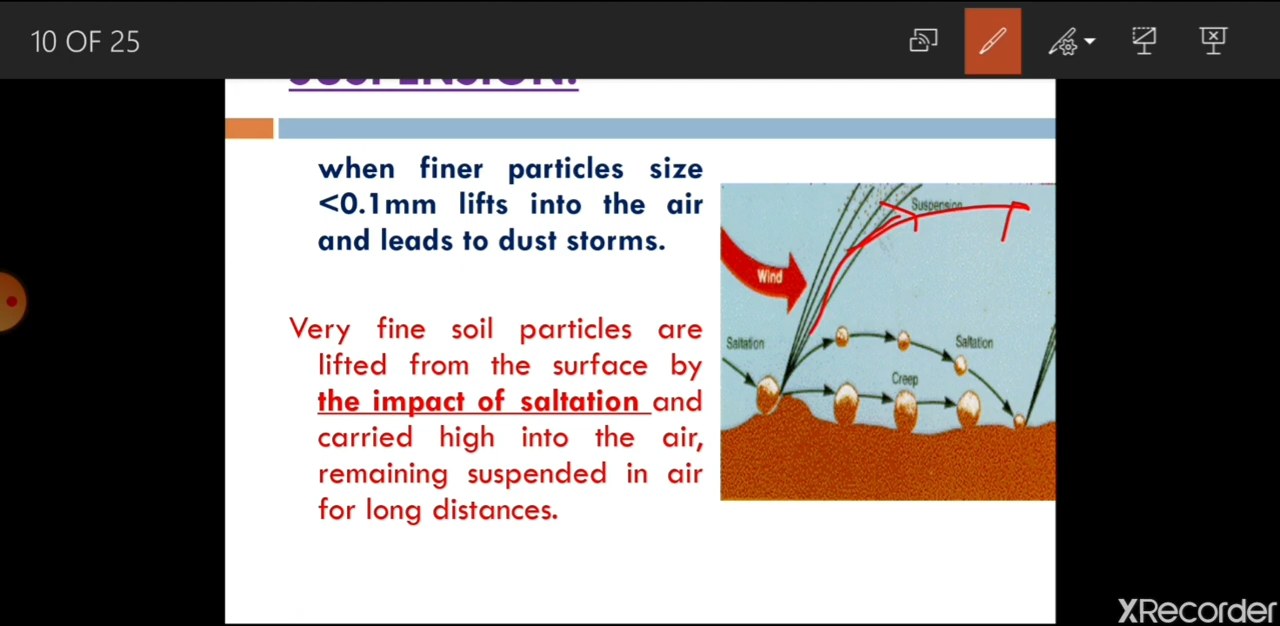 10 OF 25
SUSPENSION:
when finer particles size
<0.1mm lifts into the air
and leads to dust storms.
Very fine soil particles are
lifted from the surface by
the impact of saltation and
carried high into the air,
remaining suspended in air
for long distances.
Suspension
Wind
Saltation
Saltation
Creep
XRecorder